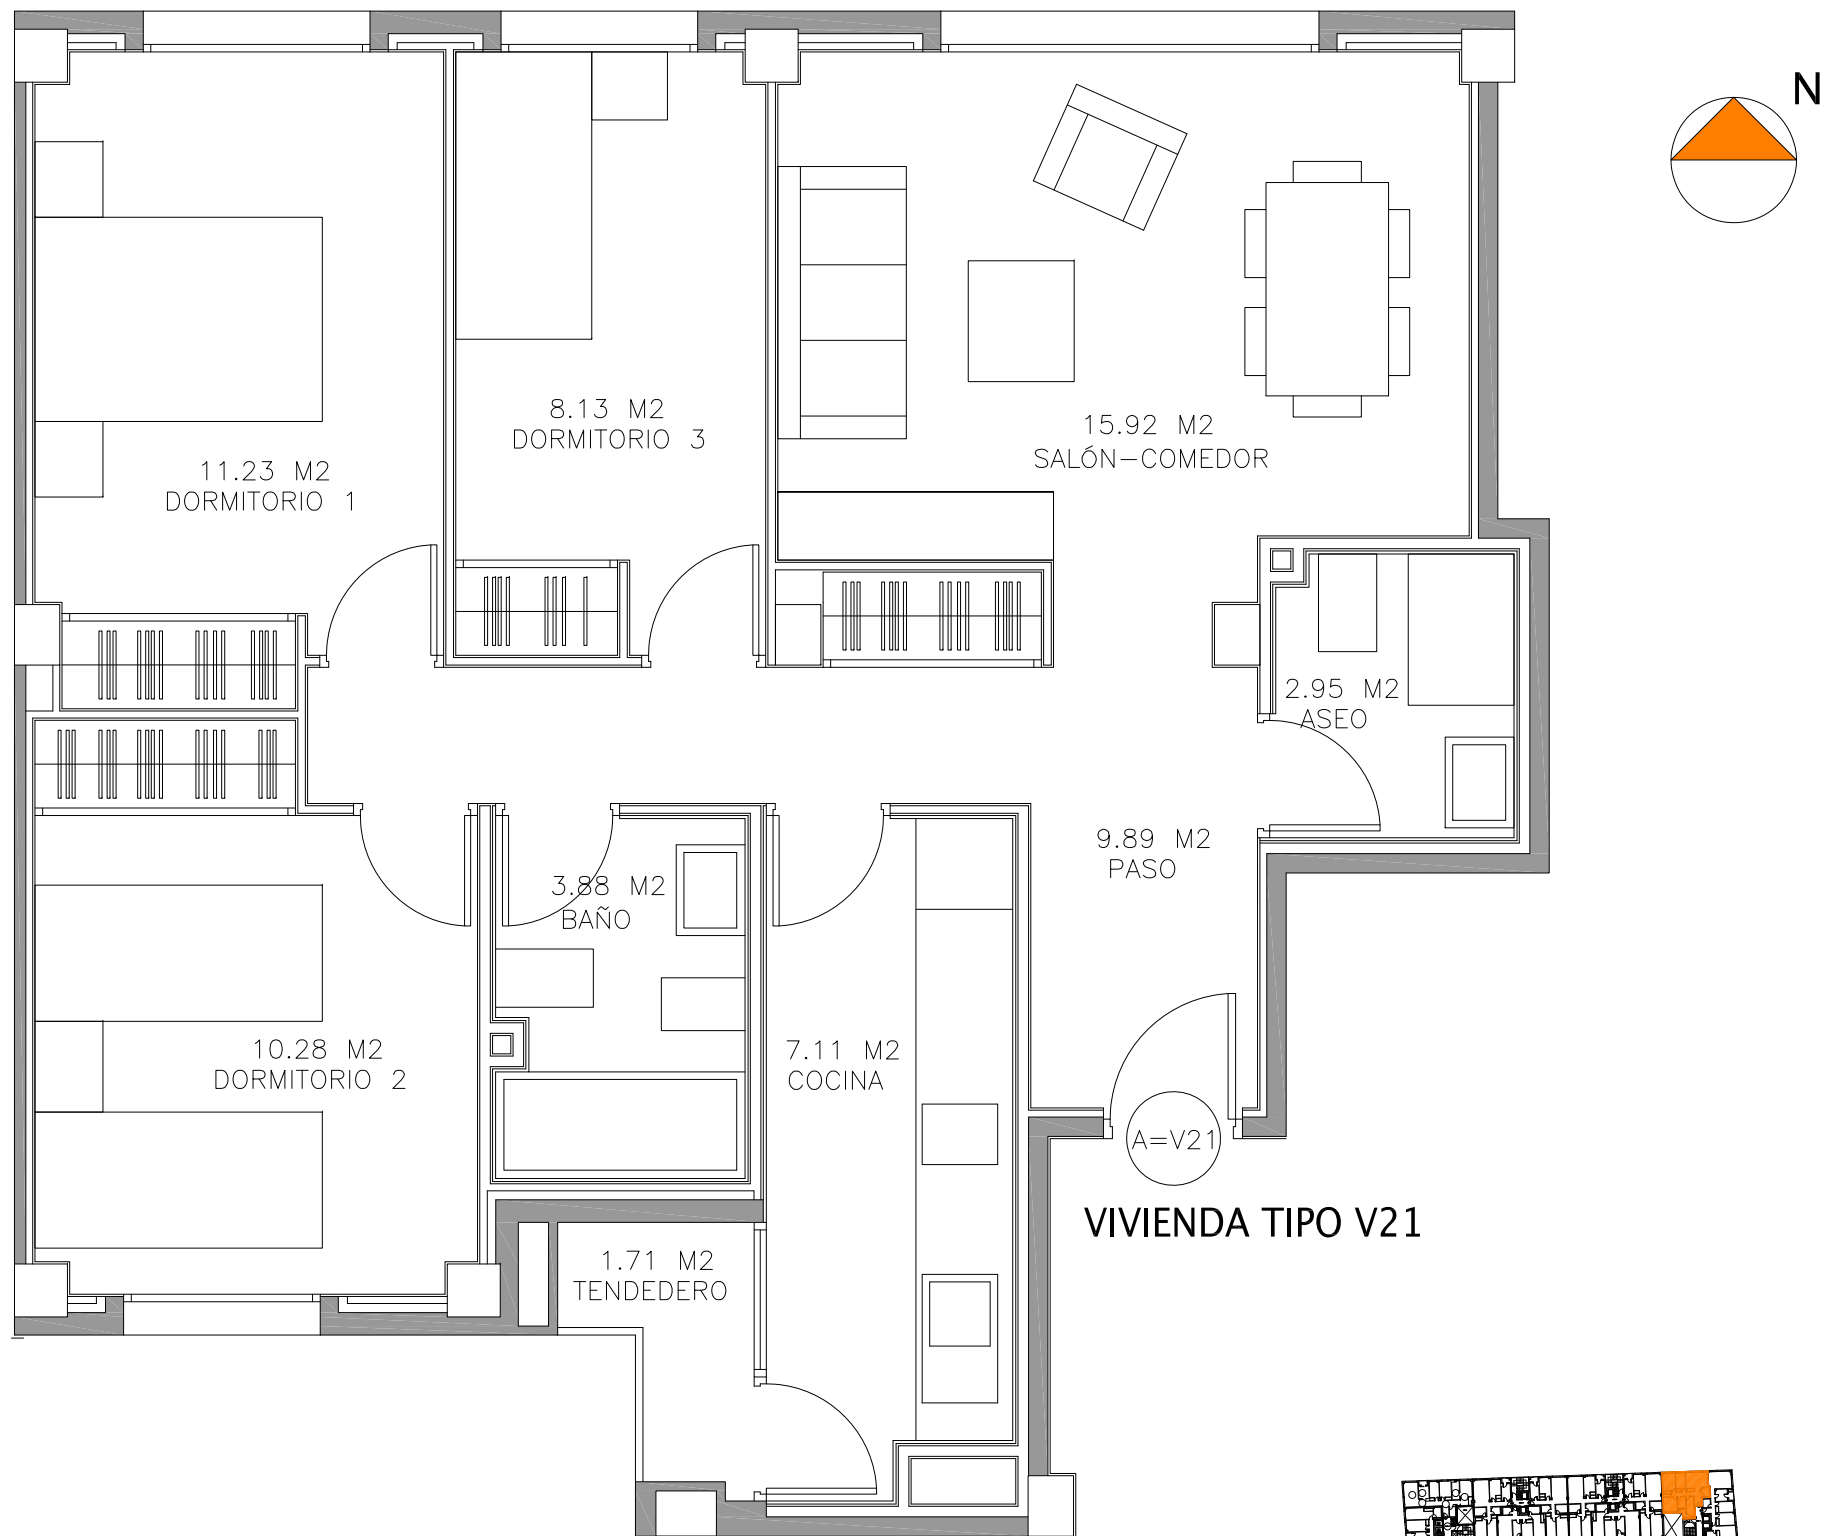 N
8.13 M2
DORMITORIO 3
15.92 M2
SALÓN-COMEDOR
11.23 M2
DORMITORIO 1
2.95 M2
ASEO
9.89 M2
PASO
3.88 M2
BAÑO
10.28 M2
DORMITORIO 2
7.11 M2
COCINA
A=V21
VIVIENDA TIPO V21
1.71 M2
TENDEDERO